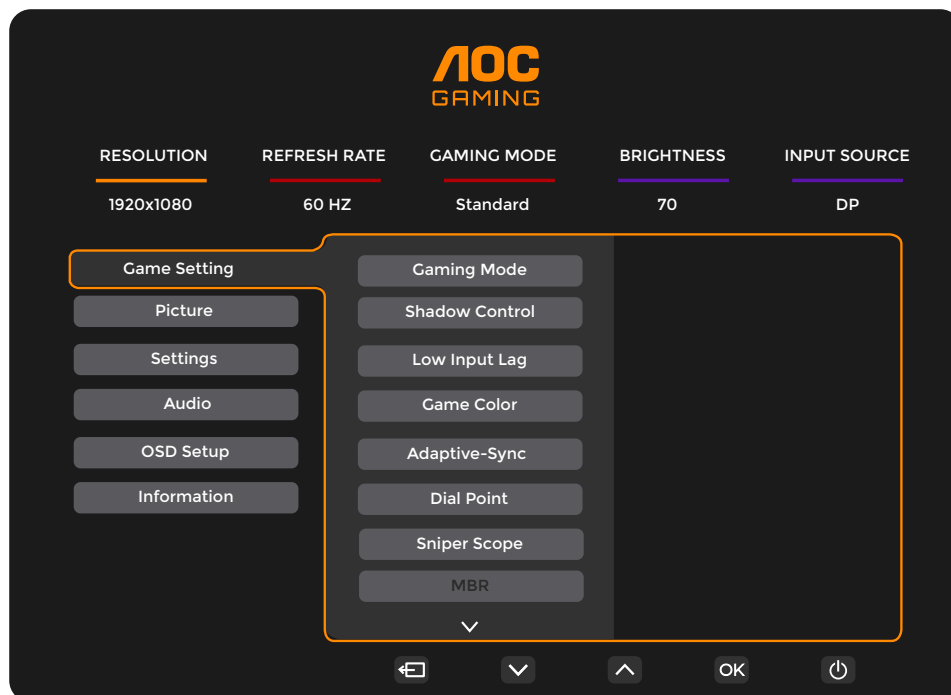 AOC
GAMING
RESOLUTION REFRESH RATE GAMING MODE BRIGHTNESS INPUT SOURCE
1920x1080 60 HZ Standard 70 DP
Game Setting
Picture
Settings
Audio
OSD Setup
Information
Gaming Mode
Shadow Control
Low Input Lag
Game Color
Adaptive-Sync
Dial Point
Sniper Scope
MBR
OK